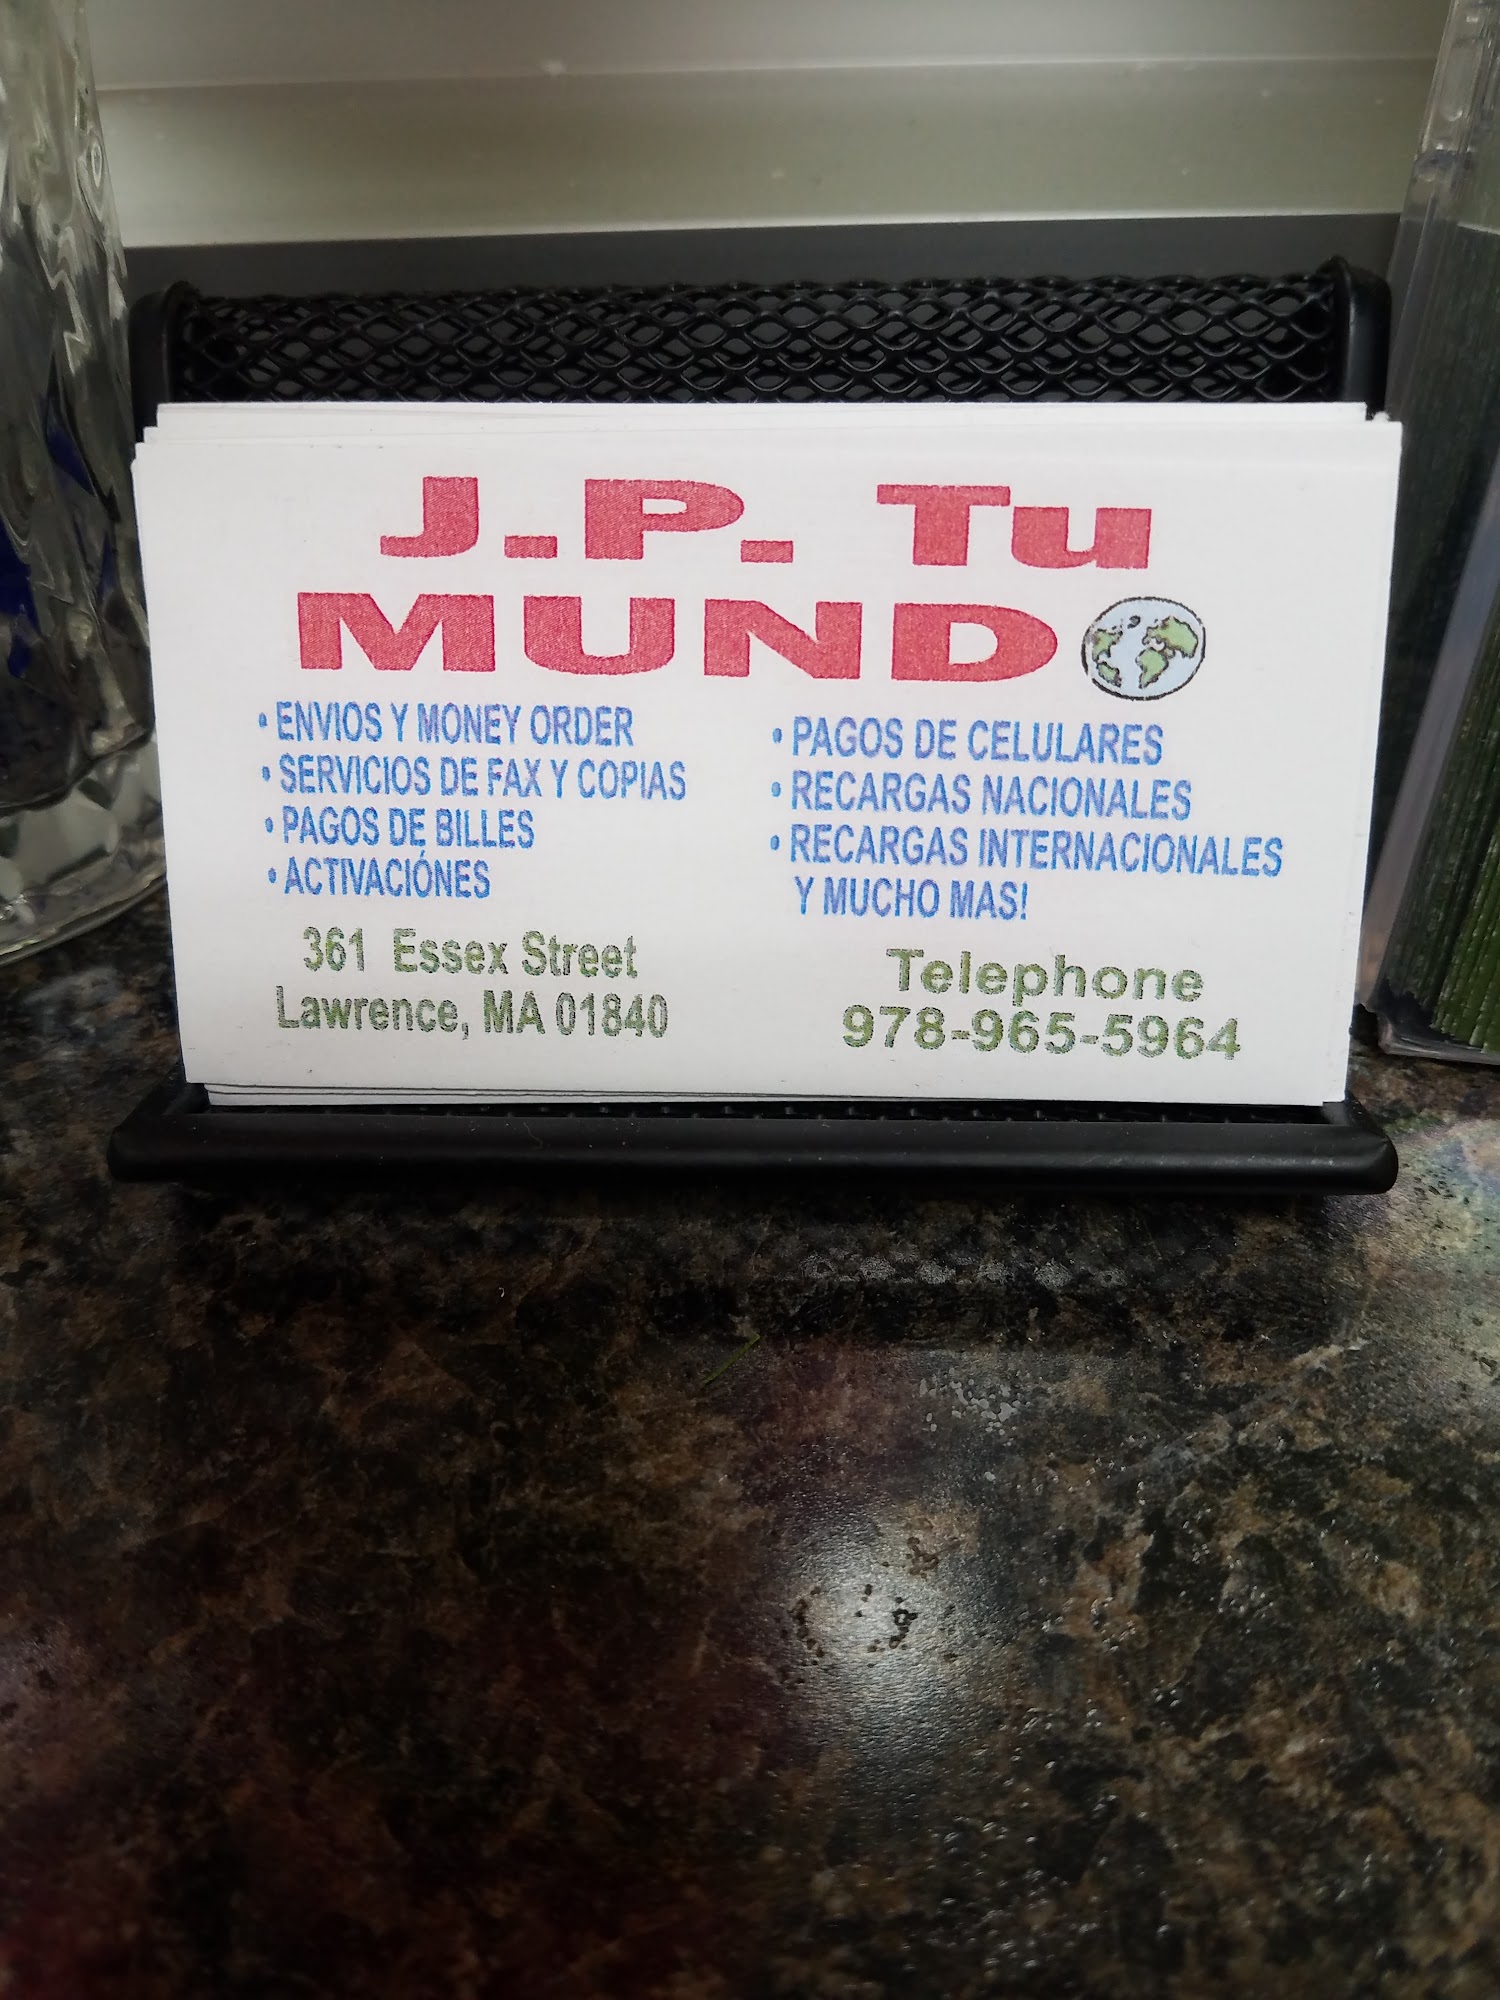 J.P. Tu
MUNDO
• ENVIOS Y MONEY ORDER
• SERVICIOS DE FAX Y COPIAS
• PAGOS DE BILLES
• ACTIVACIÓNES
• PAGOS DE CELULARES
• RECARGAS NACIONALES
• RECARGAS INTERNACIONALES
Y MUCHO MAS!
361 Essex Street
Lawrence, MA 01840
Telephone
978-965-5964